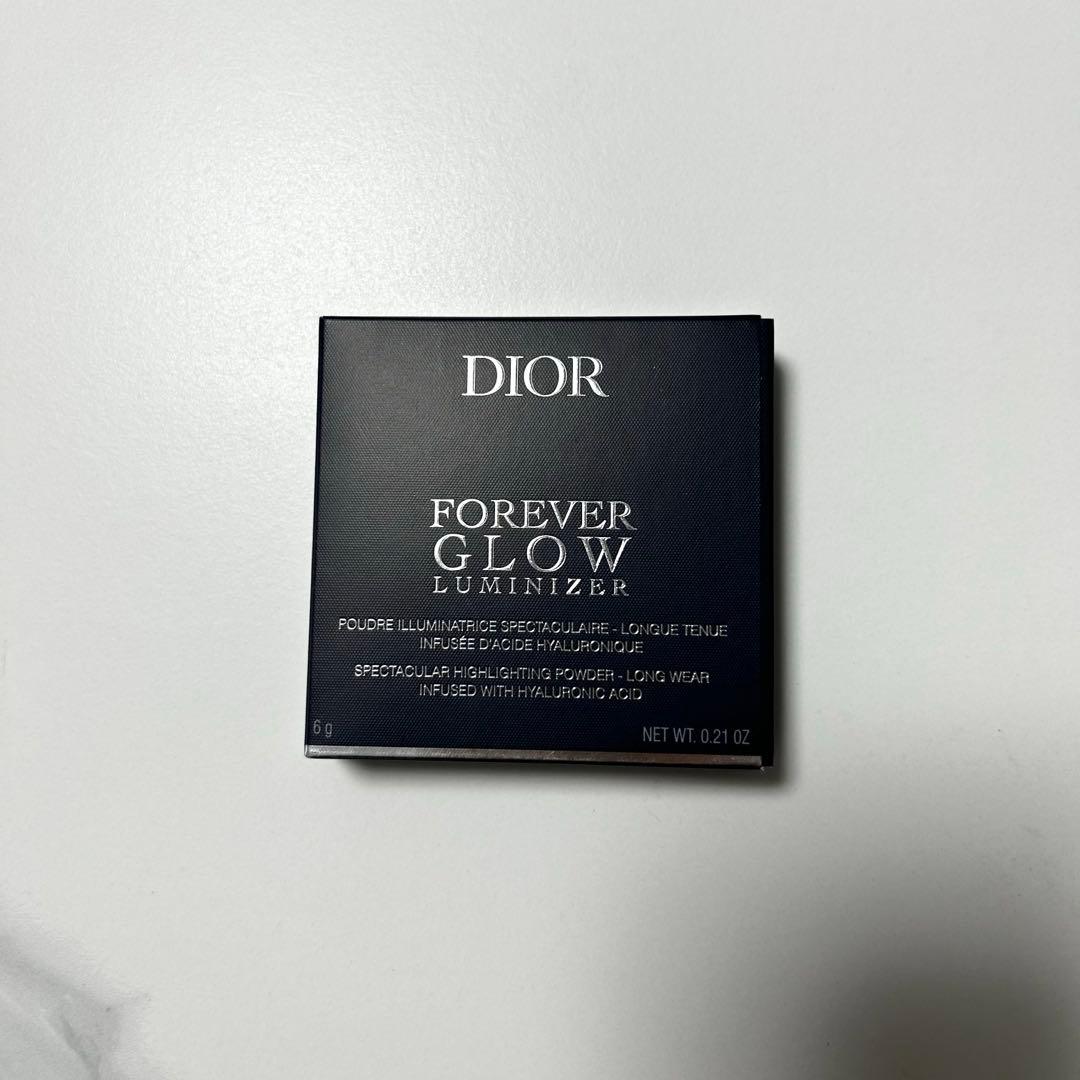 DIOR
FOREVER
GLOW
LUMINIZER
POUDRE ILLUMINATRICE SPECTACULAIRE - LONGUE TENUE
INFUSÉE D'ACIDE HYALURONIQUE
SPECTACULAR HIGHLIGHTING POWDER - LONG WEAR
INFUSED WITH HYALURONIC ACID
6 g NET WT. 0.21 OZ